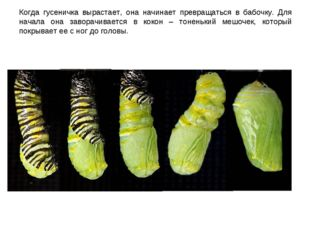 Когда гусеничка вырастает, она начинает превращаться в бабочку. Для
начала она заворачивается в кокон – тоненький мешочек, который
покрывает ее с ног до головы.